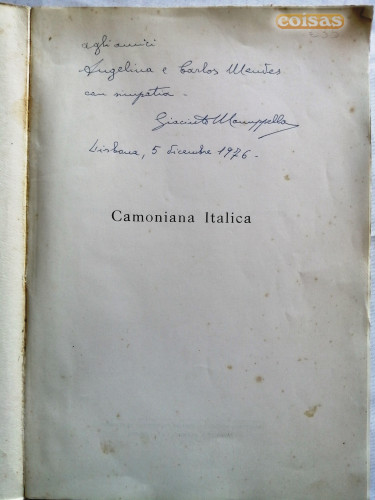 coisas
agli amici
Angelina e Carlos Mendes
con simpatia.
Giacinto Manuppella
Lisbona, 5 dicembre 1976.
Camoniana Italica